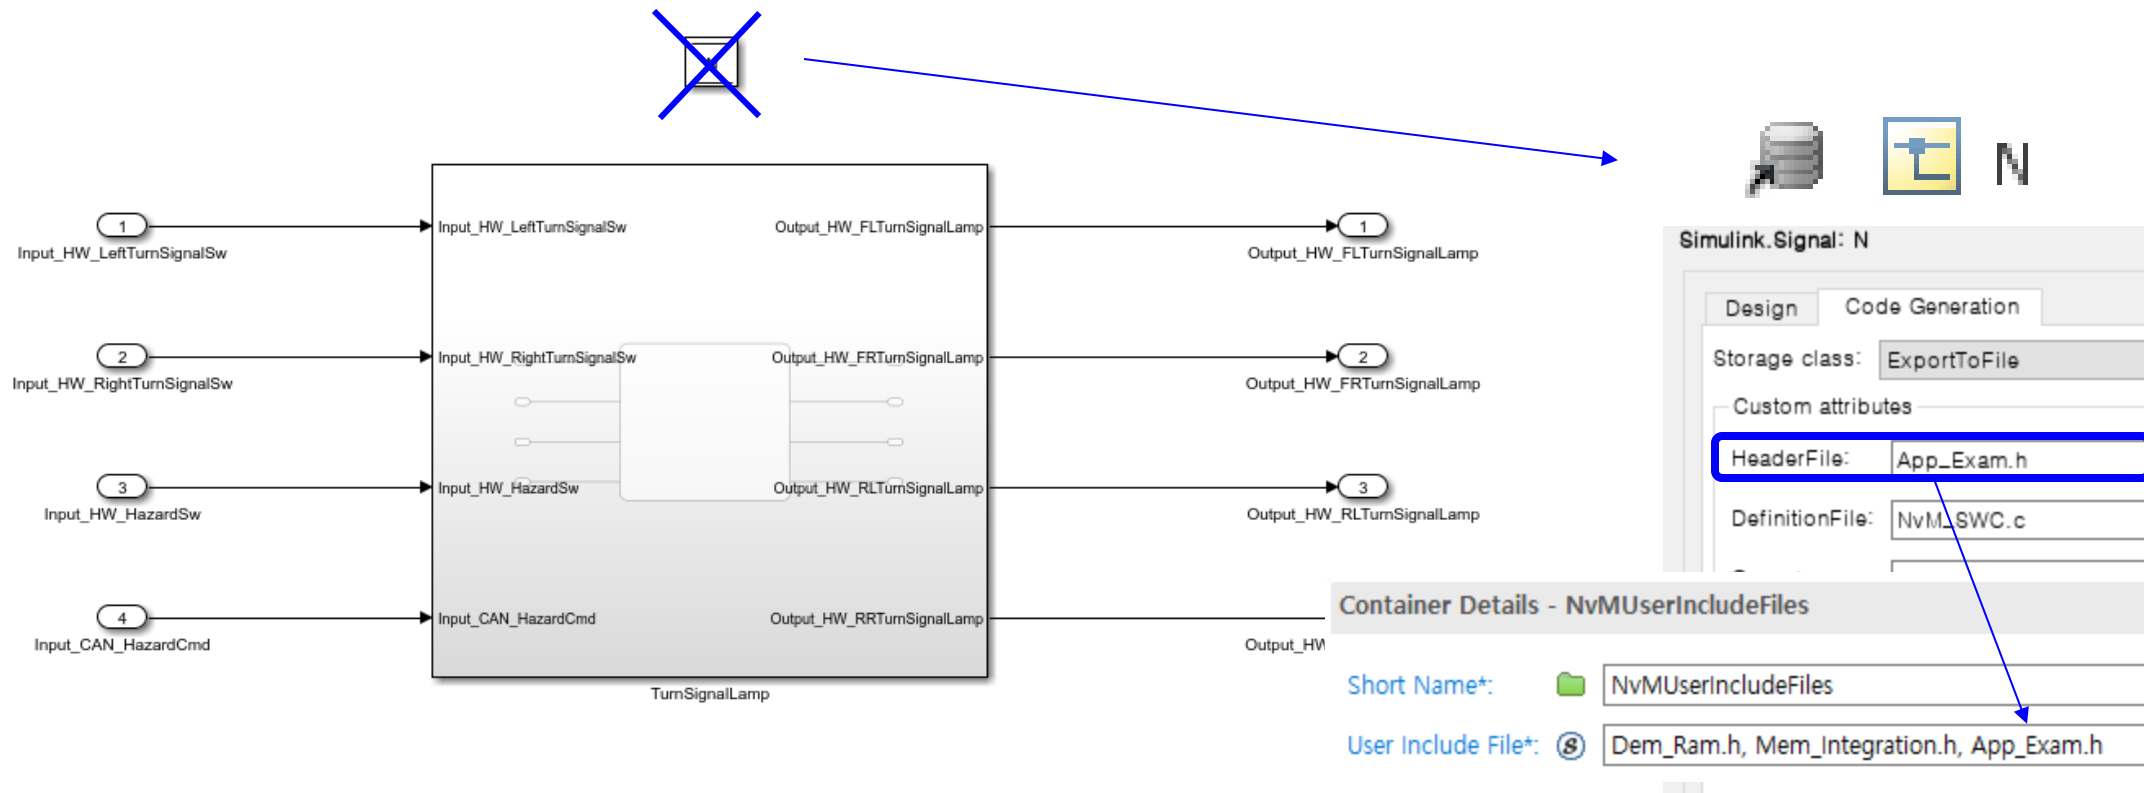 N
Simulink.Signal: N
Design
Code Generation
Storage class: ExportToFile
Custom attributes
HeaderFile: App_Exam.h
DefinitionFile: NvM_SWC.c
1
Input_HW_LeftTurnSignalSw
2
Input_HW_RightTurnSignalSw
3
Input_HW_HazardSw
4
Input_CAN_HazardCmd
Input_HW_LeftTurnSignalSw
Input_HW_RightTurnSignalSw
Input_HW_HazardSw
Input_CAN_HazardCmd
Output_HW_FLTurnSignalLamp
Output_HW_FRTurnSignalLamp
Output_HW_RLTurnSignalLamp
Output_HW_RRTurnSignalLamp
TurnSignalLamp
1
Output_HW_FLTurnSignalLamp
2
Output_HW_FRTurnSignalLamp
3
Output_HW_RLTurnSignalLamp
Output_HW
Container Details - NvMUserIncludeFiles
Short Name*: NvMUserIncludeFiles
User Include File*: Dem_Ram.h, Mem_Integration.h, App_Exam.h